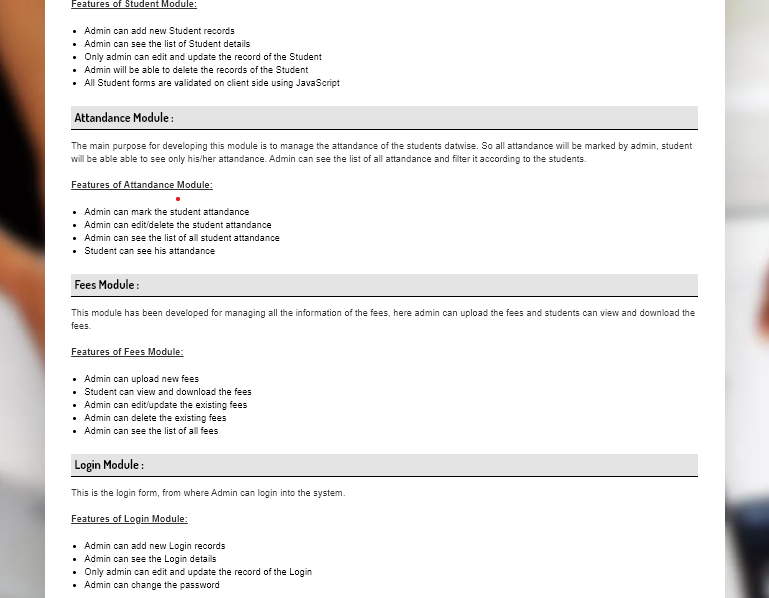 Features of Student Module:
Admin can add new Student records
Admin can see the list of Student details
Only admin can edit and update the record of the Student
Admin will be able to delete the records of the Student
All Student forms are validated on client side using JavaScript
Attandance Module :
The main purpose for developing this module is to manage the attandance of the students datwise. So all attandance will be marked by admin, student
will be able able to see only his/her attandance. Admin can see the list of all attandance and filter it according to the students.
Features of Attandance Module:
Admin can mark the student attandance
Admin can edit/delete the student attandance
Admin can see the list of all student attandance
Student can see his attandance
Fees Module :
This module has been developed for managing all the information of the fees, here admin can upload the fees and students can view and download the
fees.
Features of Fees Module:
Admin can upload new fees
Student can view and download the fees
Admin can edit/update the existing fees
Admin can delete the existing fees
Admin can see the list of all fees
Login Module :
This is the login form, from where Admin can login into the system.
Features of Login Module:
Admin can add new Login records
Admin can see the Login details
Only admin can edit and update the record of the Login
Admin can change the password